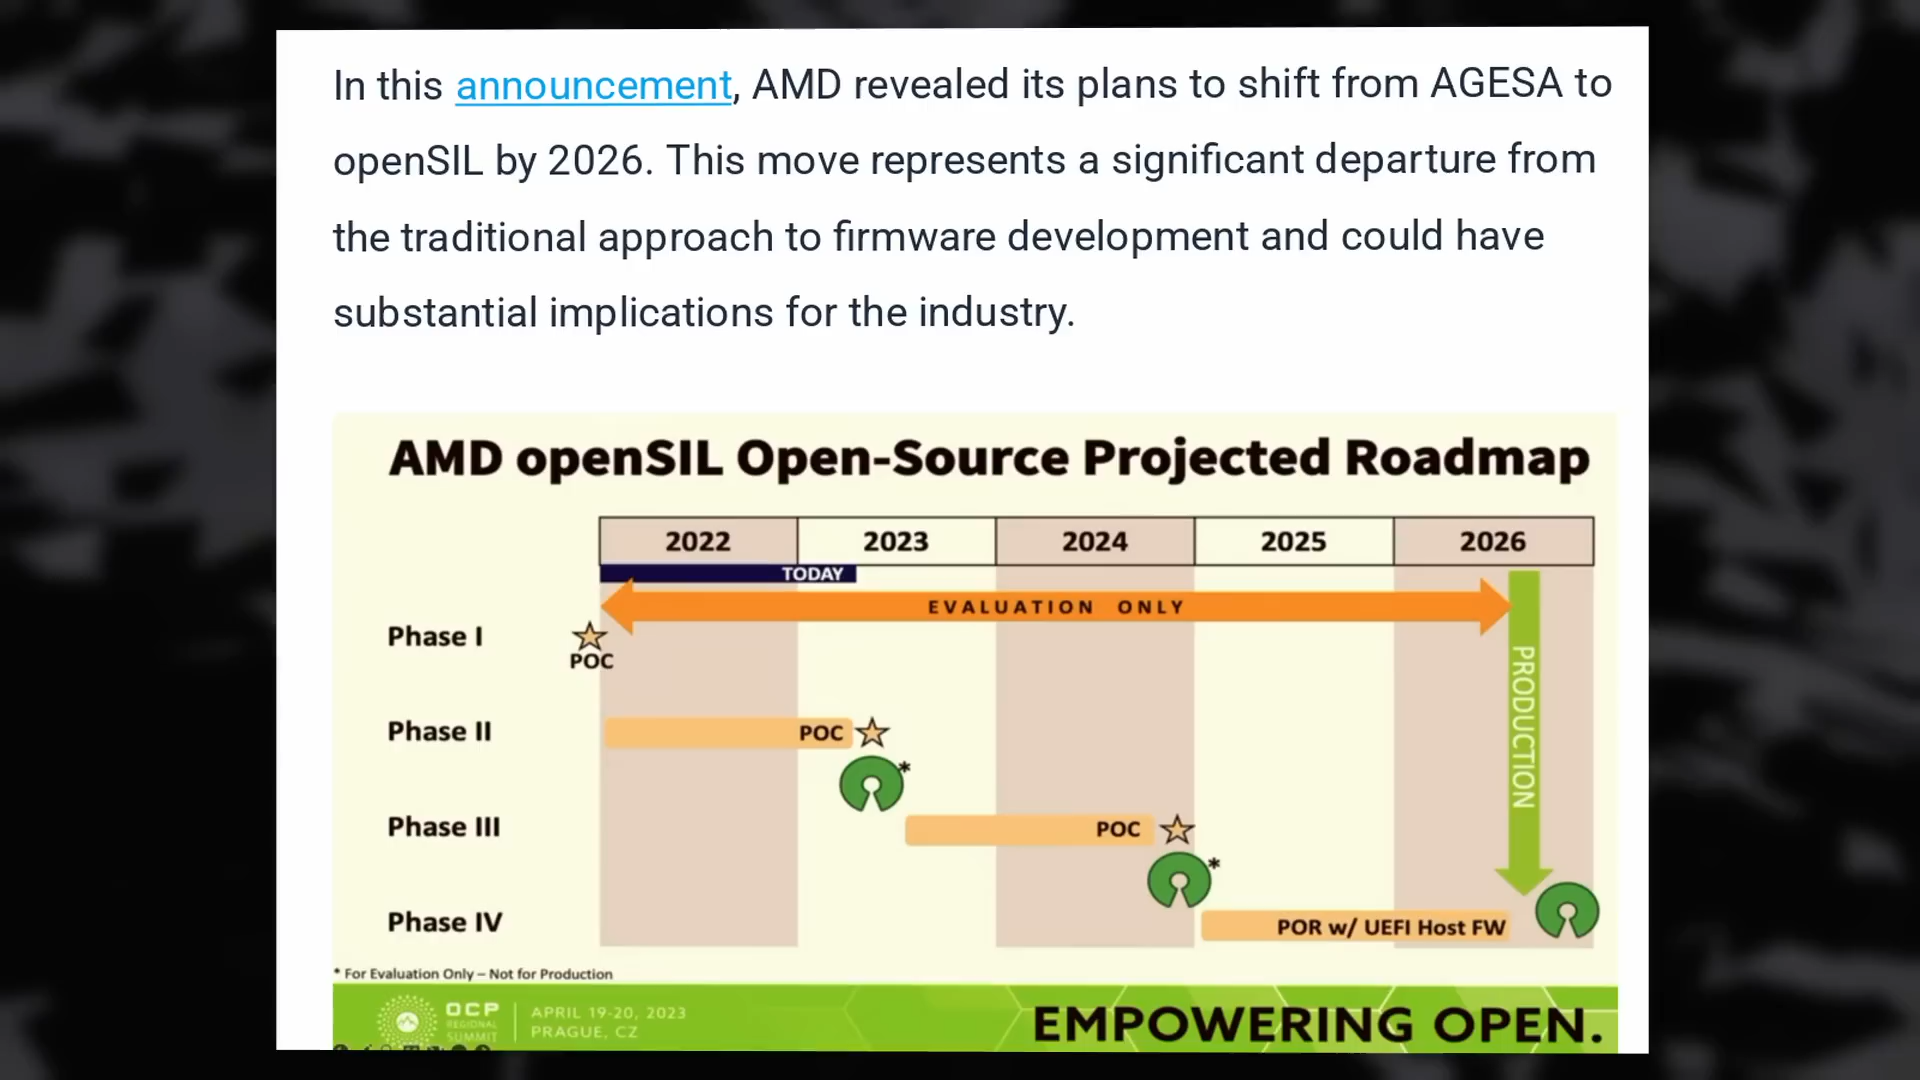 In this announcement, AMD revealed its plans to shift from AGESA to
openSIL by 2026. This move represents a significant departure from
the traditional approach to firmware development and could have
substantial implications for the industry.
AMD openSIL Open-Source Projected Roadmap
2022 2023 2024 2025 2026
TODAY
EVALUATION ONLY
Phase I
POC
PRODUCTION
Phase II POC
*
Phase III POC
*
Phase IV POR w/ UEFI Host FW
* For Evaluation Only – Not for Production
OCP
REGIONAL
SUMMIT
APRIL 19-20, 2023
PRAGUE, CZ
EMPOWERING OPEN.